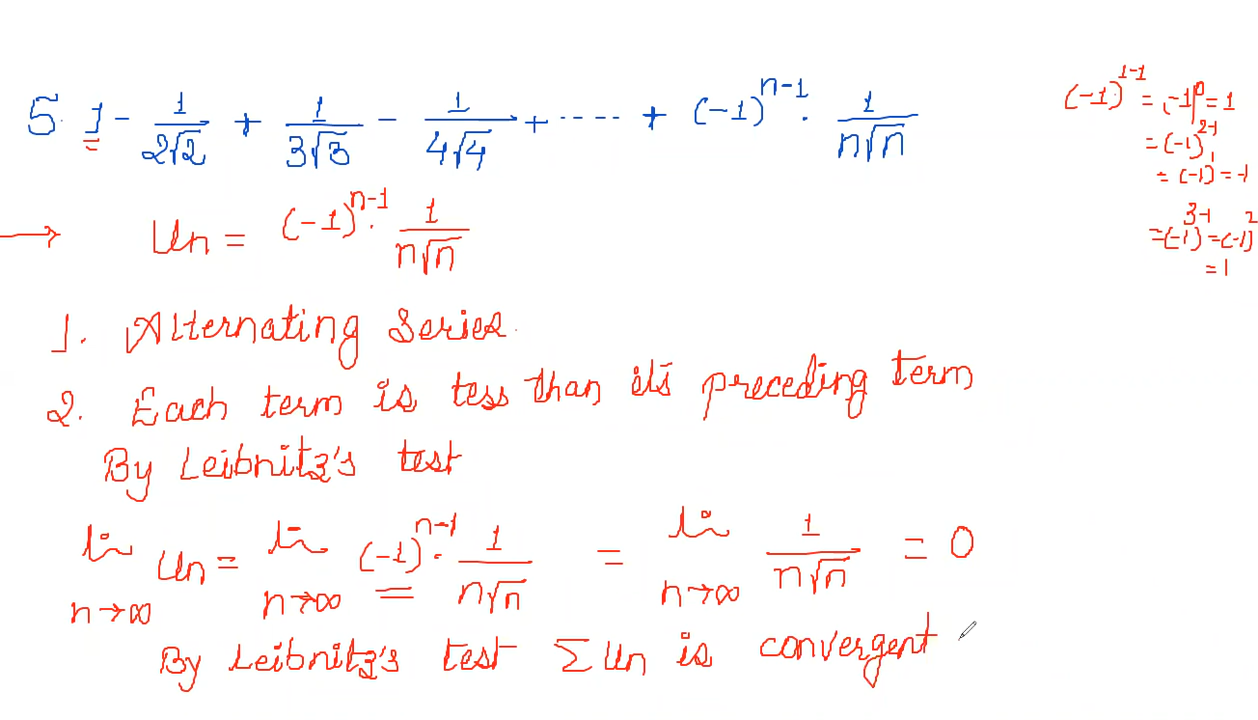 5. 1 - 1/2√2 + 1/3√3 - 1/4√4 + ..... + (-1)^{n-1} . 1/n√n
→ Un = (-1)^{n-1} . 1/n√n
1. Alternating Series.
2. Each term is less than its preceding term
By Leibnitz's test
lim n→∞ Un = lim n→∞ (-1)^{n-1} . 1/n√n = lim n→∞ 1/n√n = 0
By Leibnitz's test Σ Un is convergent
(-1)^{1-1} = (-1)^0 = 1
= (-1)^{2-1}
= (-1)^1 = -1
= (-1)^{3-1} = (-1)^2
= 1